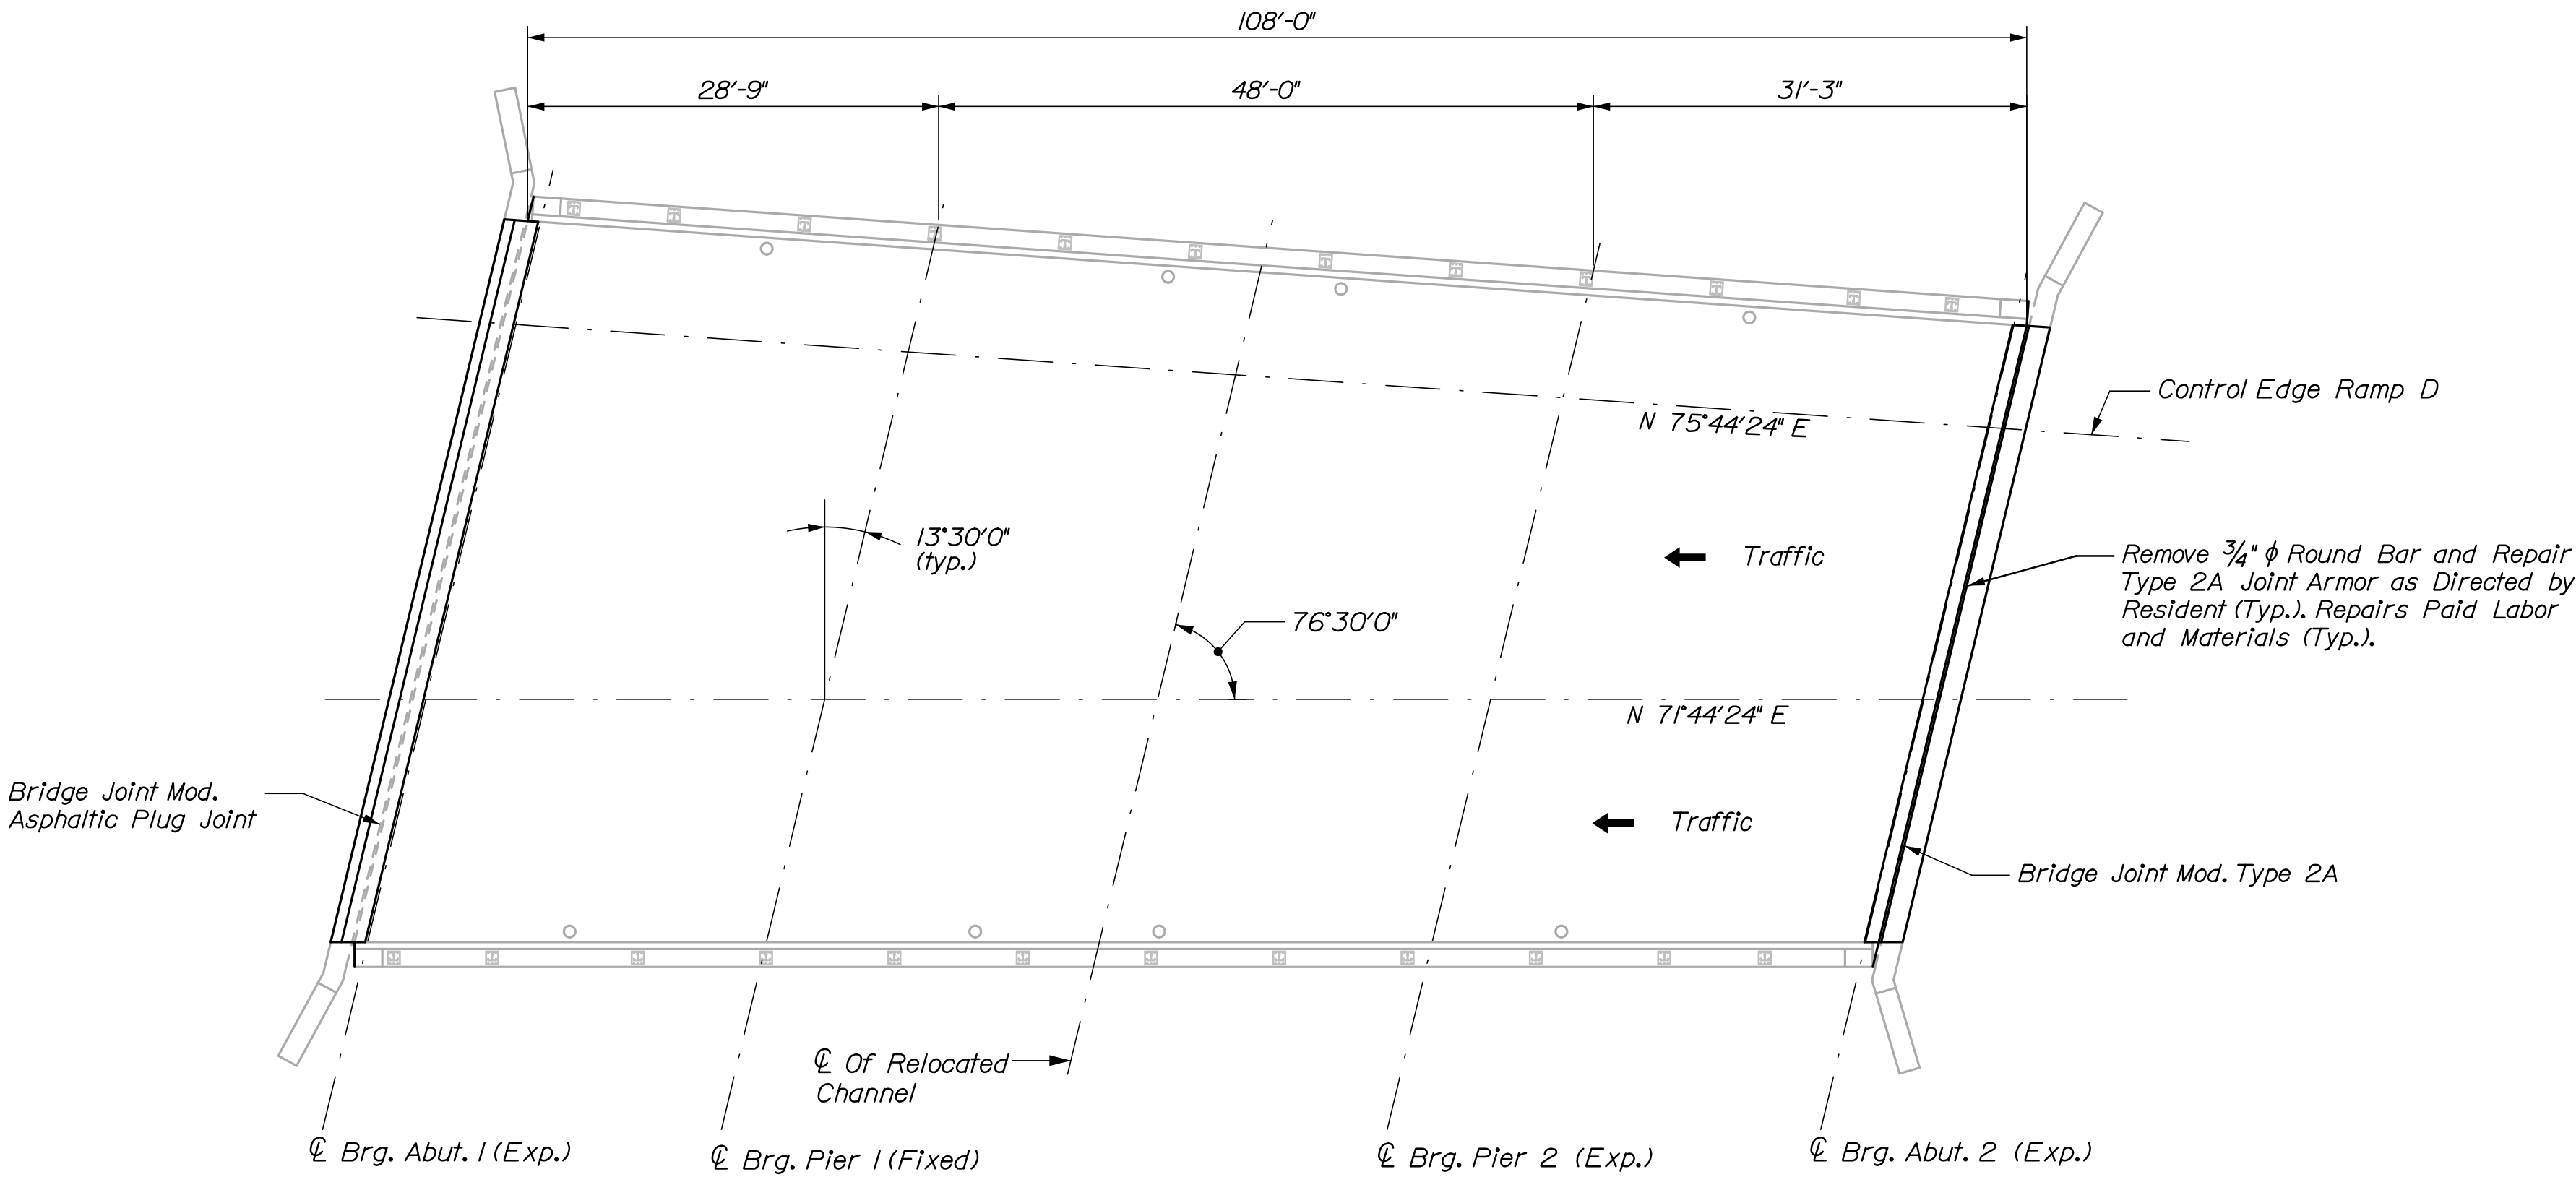 108'-0"
28'-9"
48'-0"
31'-3"
Control Edge Ramp D
N 75°44'24" E
13°30'0"
(typ.)
Traffic
Remove 3/4" ϕ Round Bar and Repair
Type 2A Joint Armor as Directed by
Resident (Typ.). Repairs Paid Labor
and Materials (Typ.).
76°30'0"
N 71°44'24" E
Bridge Joint Mod.
Asphaltic Plug Joint
Traffic
Bridge Joint Mod. Type 2A
℄ Of Relocated
Channel
℄ Brg. Abut. 1 (Exp.)
℄ Brg. Pier 1 (Fixed)
℄ Brg. Pier 2 (Exp.)
℄ Brg. Abut. 2 (Exp.)